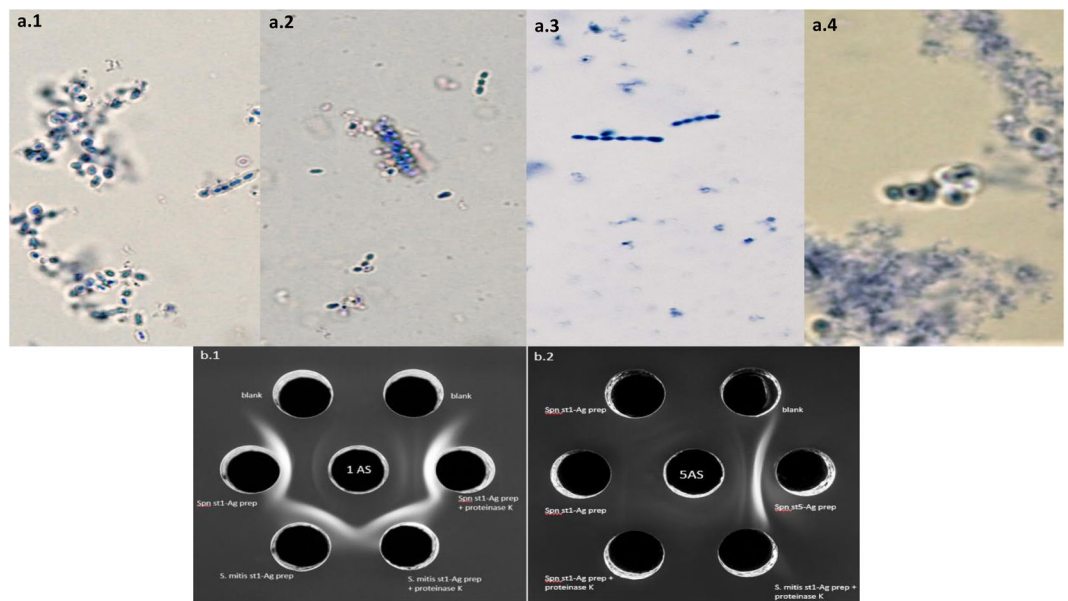 a.1
a.2
a.3
a.4
b.1
blank
blank
1 AS
Spn st1-Ag prep
Spn st1-Ag prep
+ proteinase K
S. mitis st1-Ag prep
S. mitis st1-Ag prep
+ proteinase K
b.2
Spn st1-Ag prep
blank
5AS
Spn st1-Ag prep
Spn st5-Ag prep
Spn st1-Ag prep +
proteinase K
S. mitis st1-Ag prep +
proteinase K